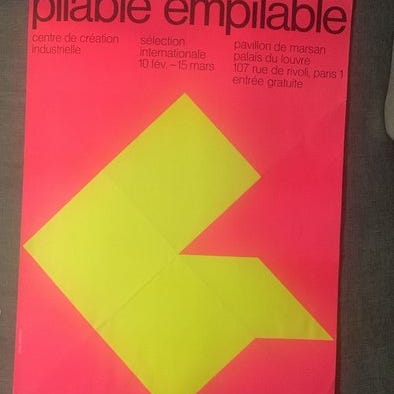 pliable empilable
centre de création
industrielle
sélection
internationale
10 fév. – 15 mars
pavillon de marsan
palais du louvre
107 rue de rivoli, paris 1
entrée gratuite